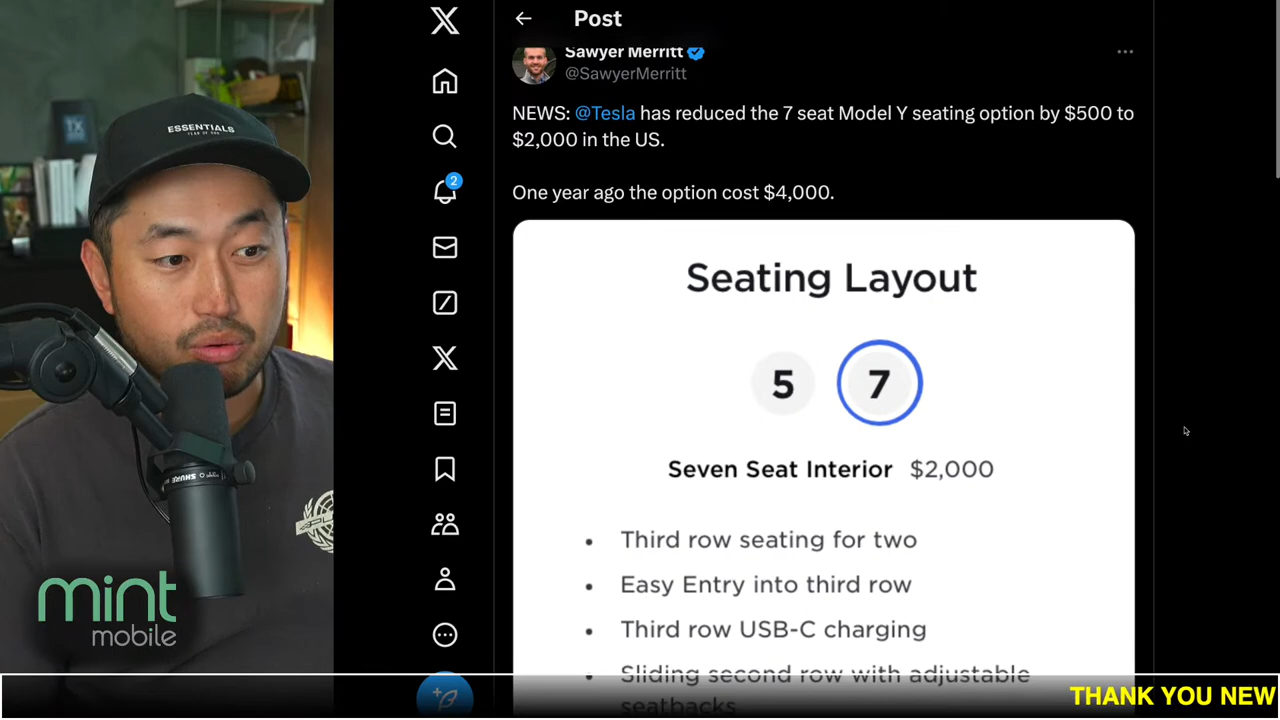 Post
Sawyer Merritt
@SawyerMerritt
2
NEWS: @Tesla has reduced the 7 seat Model Y seating option by $500 to
$2,000 in the US.
One year ago the option cost $4,000.
Seating Layout
5 7
Seven Seat Interior $2,000
• Third row seating for two
• Easy Entry into third row
• Third row USB-C charging
• Sliding second row with adjustable
seatbacks
ESSENTIALS
TX
SHURE
mint
mobile
THANK YOU NEW